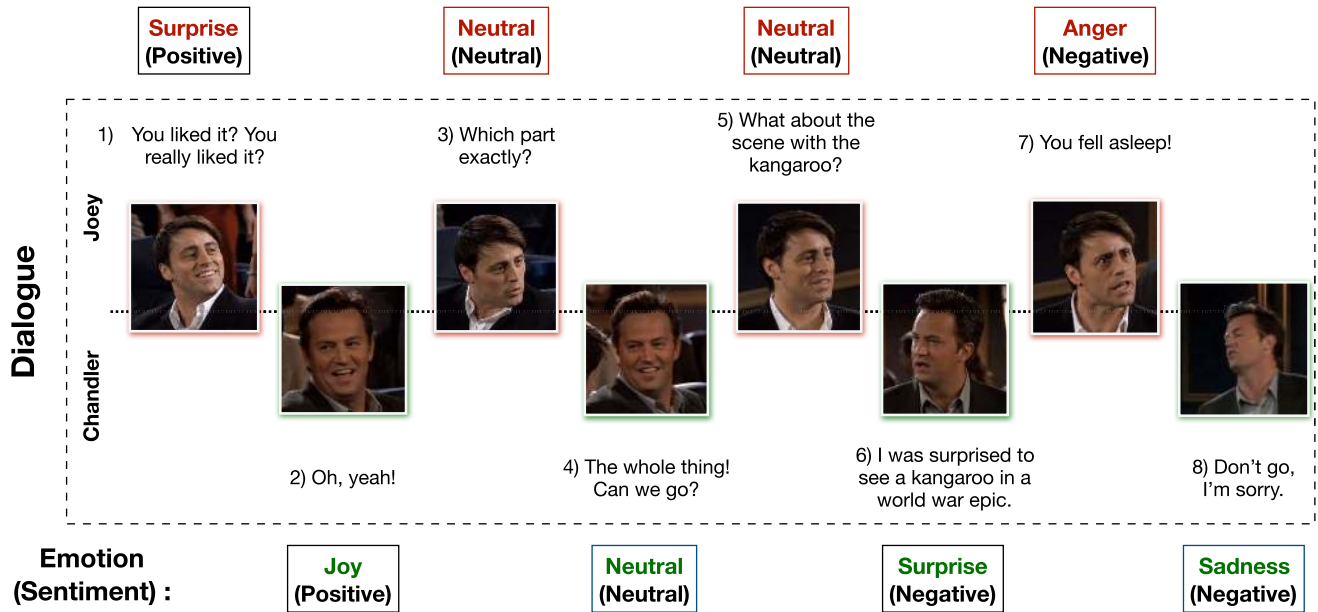 Surprise
(Positive)
Neutral
(Neutral)
Neutral
(Neutral)
Anger
(Negative)
Dialogue
Joey
Chandler
1) You liked it? You
really liked it?
3) Which part
exactly?
5) What about the
scene with the
kangaroo?
7) You fell asleep!
2) Oh, yeah!
4) The whole thing!
Can we go?
6) I was surprised to
see a kangaroo in a
world war epic.
8) Don’t go,
I’m sorry.
Emotion
(Sentiment) :
Joy
(Positive)
Neutral
(Neutral)
Surprise
(Negative)
Sadness
(Negative)